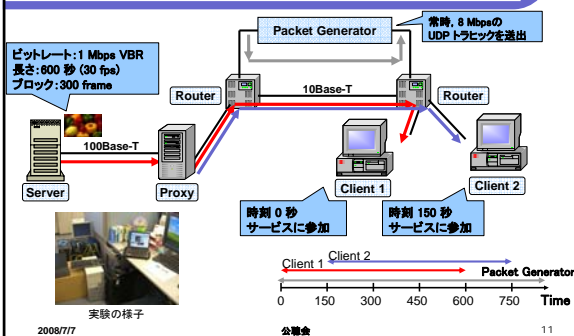 Packet Generator
常時, 8 Mbpsの
UDP トラヒックを送出
ビットレート:1 Mbps VBR
長さ:600 秒 (30 fps)
ブロック:300 frame
Router
10Base-T
Router
100Base-T
Server
Proxy
Client 1
Client 2
時刻 0 秒
サービスに参加
時刻 150 秒
サービスに参加
Client 1
Client 2
Packet Generator
0 150 300 450 600 750 Time
実験の様子
2008/7/7
公聴会
11